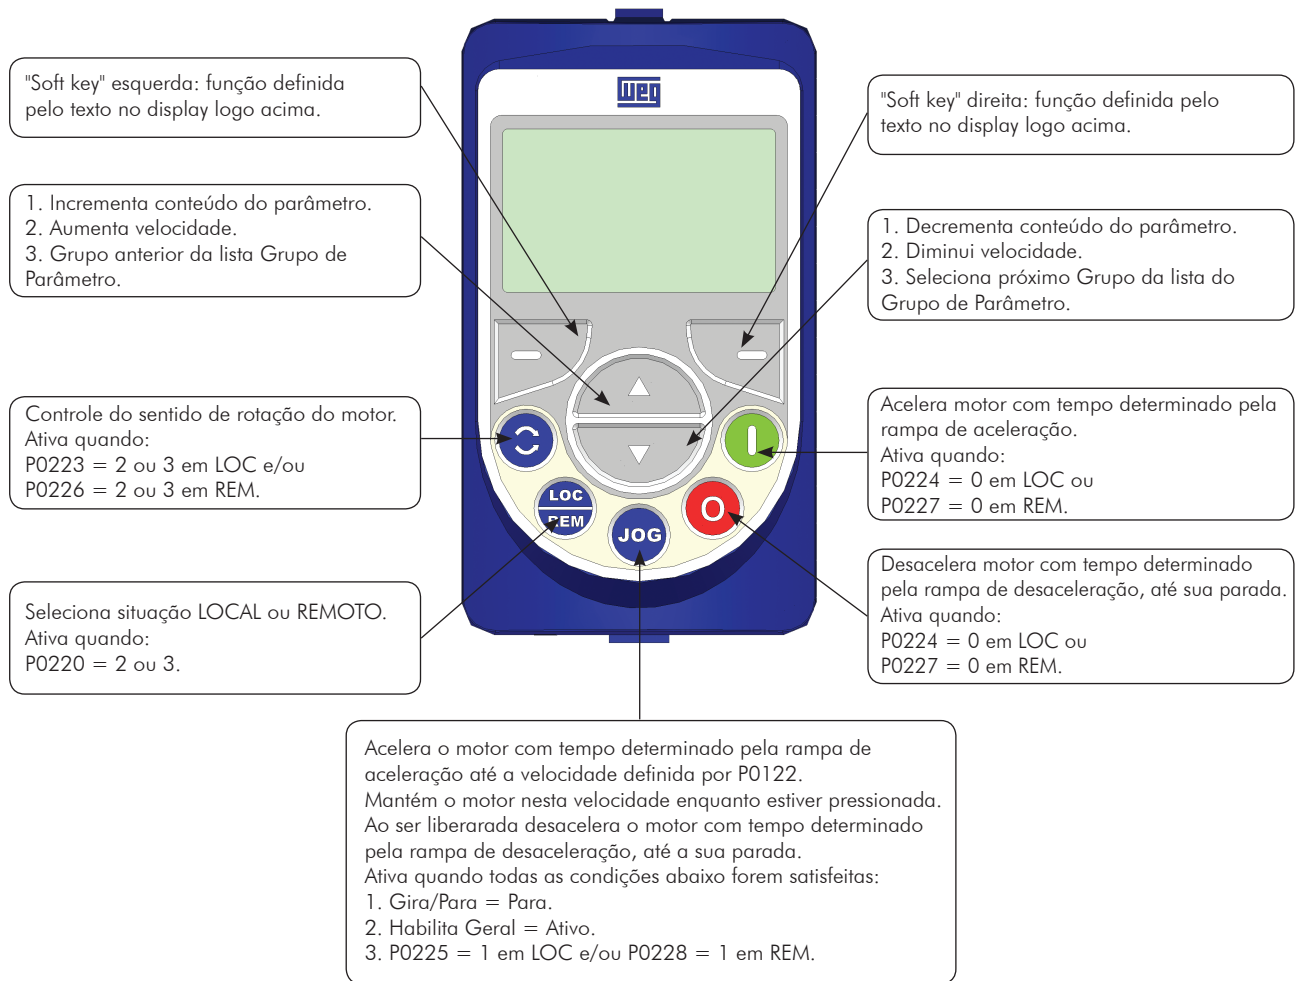 "Soft key" esquerda: função definida
pelo texto no display logo acima.
1. Incrementa conteúdo do parâmetro.
2. Aumenta velocidade.
3. Grupo anterior da lista Grupo de
Parâmetro.
Controle do sentido de rotação do motor.
Ativa quando:
P0223 = 2 ou 3 em LOC e/ou
P0226 = 2 ou 3 em REM.
Seleciona situação LOCAL ou REMOTO.
Ativa quando:
P0220 = 2 ou 3.
weg
LOC
REM
JOG
O
I
"Soft key" direita: função definida pelo
texto no display logo acima.
1. Decrementa conteúdo do parâmetro.
2. Diminui velocidade.
3. Seleciona próximo Grupo da lista do
Grupo de Parâmetro.
Acelera motor com tempo determinado pela
rampa de aceleração.
Ativa quando:
P0224 = 0 em LOC ou
P0227 = 0 em REM.
Desacelera motor com tempo determinado
pela rampa de desaceleração, até sua parada.
Ativa quando:
P0224 = 0 em LOC ou
P0227 = 0 em REM.
Acelera o motor com tempo determinado pela rampa de
aceleração até a velocidade definida por P0122.
Mantém o motor nesta velocidade enquanto estiver pressionada.
Ao ser liberarada desacelera o motor com tempo determinado
pela rampa de desaceleração, até a sua parada.
Ativa quando todas as condições abaixo forem satisfeitas:
1. Gira/Para = Para.
2. Habilita Geral = Ativo.
3. P0225 = 1 em LOC e/ou P0228 = 1 em REM.